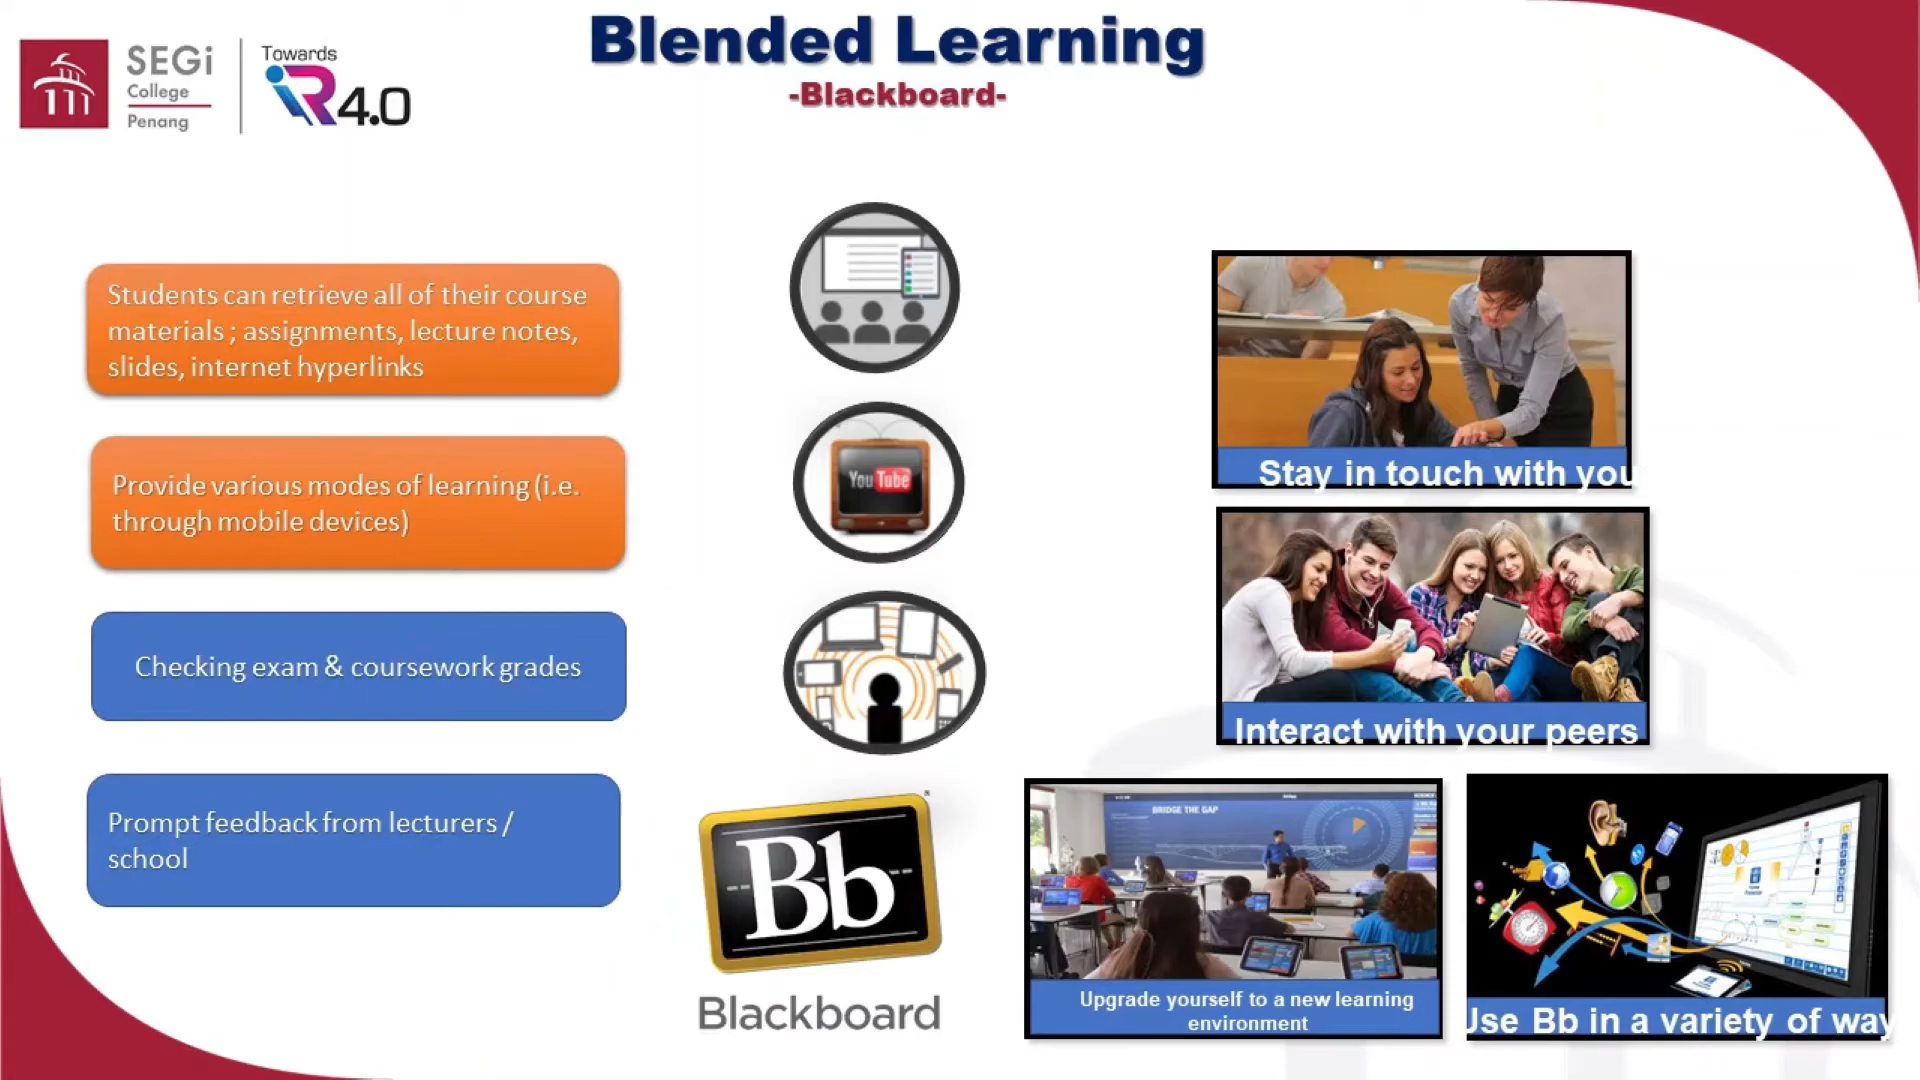 SEGi
College
Penang
Towards
iR4.0
Blended Learning
-Blackboard-
Students can retrieve all of their course
materials ; assignments, lecture notes,
slides, internet hyperlinks
Provide various modes of learning (i.e.
through mobile devices)
Checking exam & coursework grades
Prompt feedback from lecturers /
school
YouTube
Bb
Blackboard
Stay in touch with you
Interact with your peers
BRIDGE THE GAP
Upgrade yourself to a new learning
environment
Use Bb in a variety of way